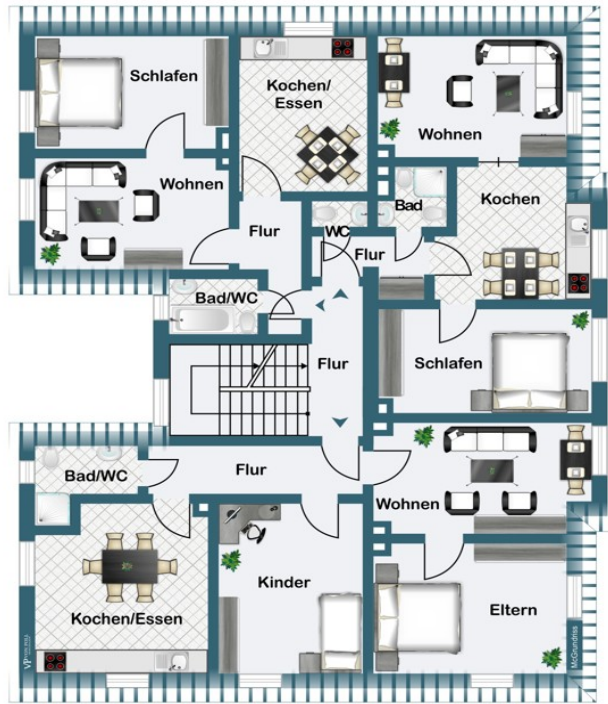 Schlafen
Kochen/
Essen
Wohnen
Wohnen
Kochen
Bad
Flur
WC
Flur
Bad/WC
Flur
Schlafen
Flur
Bad/WC
Wohnen
Kinder
Eltern
Kochen/Essen
McGrundriss